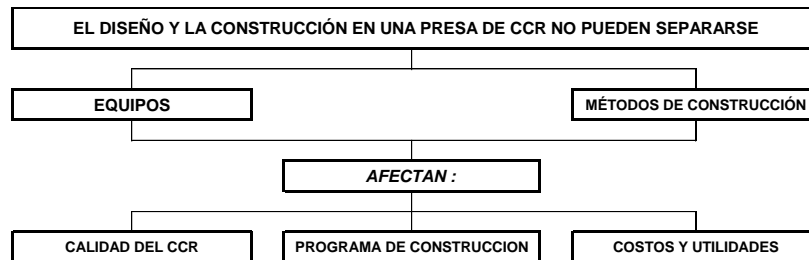 EL DISEÑO Y LA CONSTRUCCIÓN EN UNA PRESA DE CCR NO PUEDEN SEPARARSE
EQUIPOS
MÉTODOS DE CONSTRUCCIÓN
AFECTAN :
CALIDAD DEL CCR
PROGRAMA DE CONSTRUCCION
COSTOS Y UTILIDADES